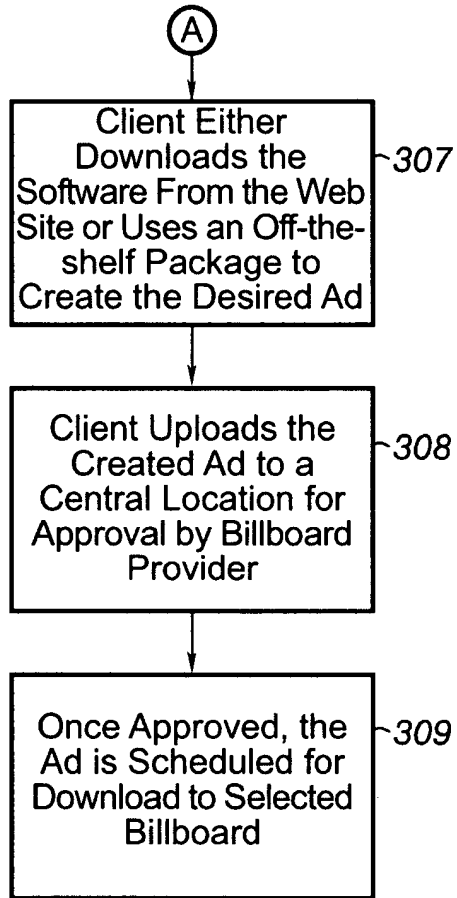 A
Client Either
Downloads the
Software From the Web
Site or Uses an Off-the-
shelf Package to
Create the Desired Ad
307
Client Uploads the
Created Ad to a
Central Location for
Approval by Billboard
Provider
308
Once Approved, the
Ad is Scheduled for
Download to Selected
Billboard
309